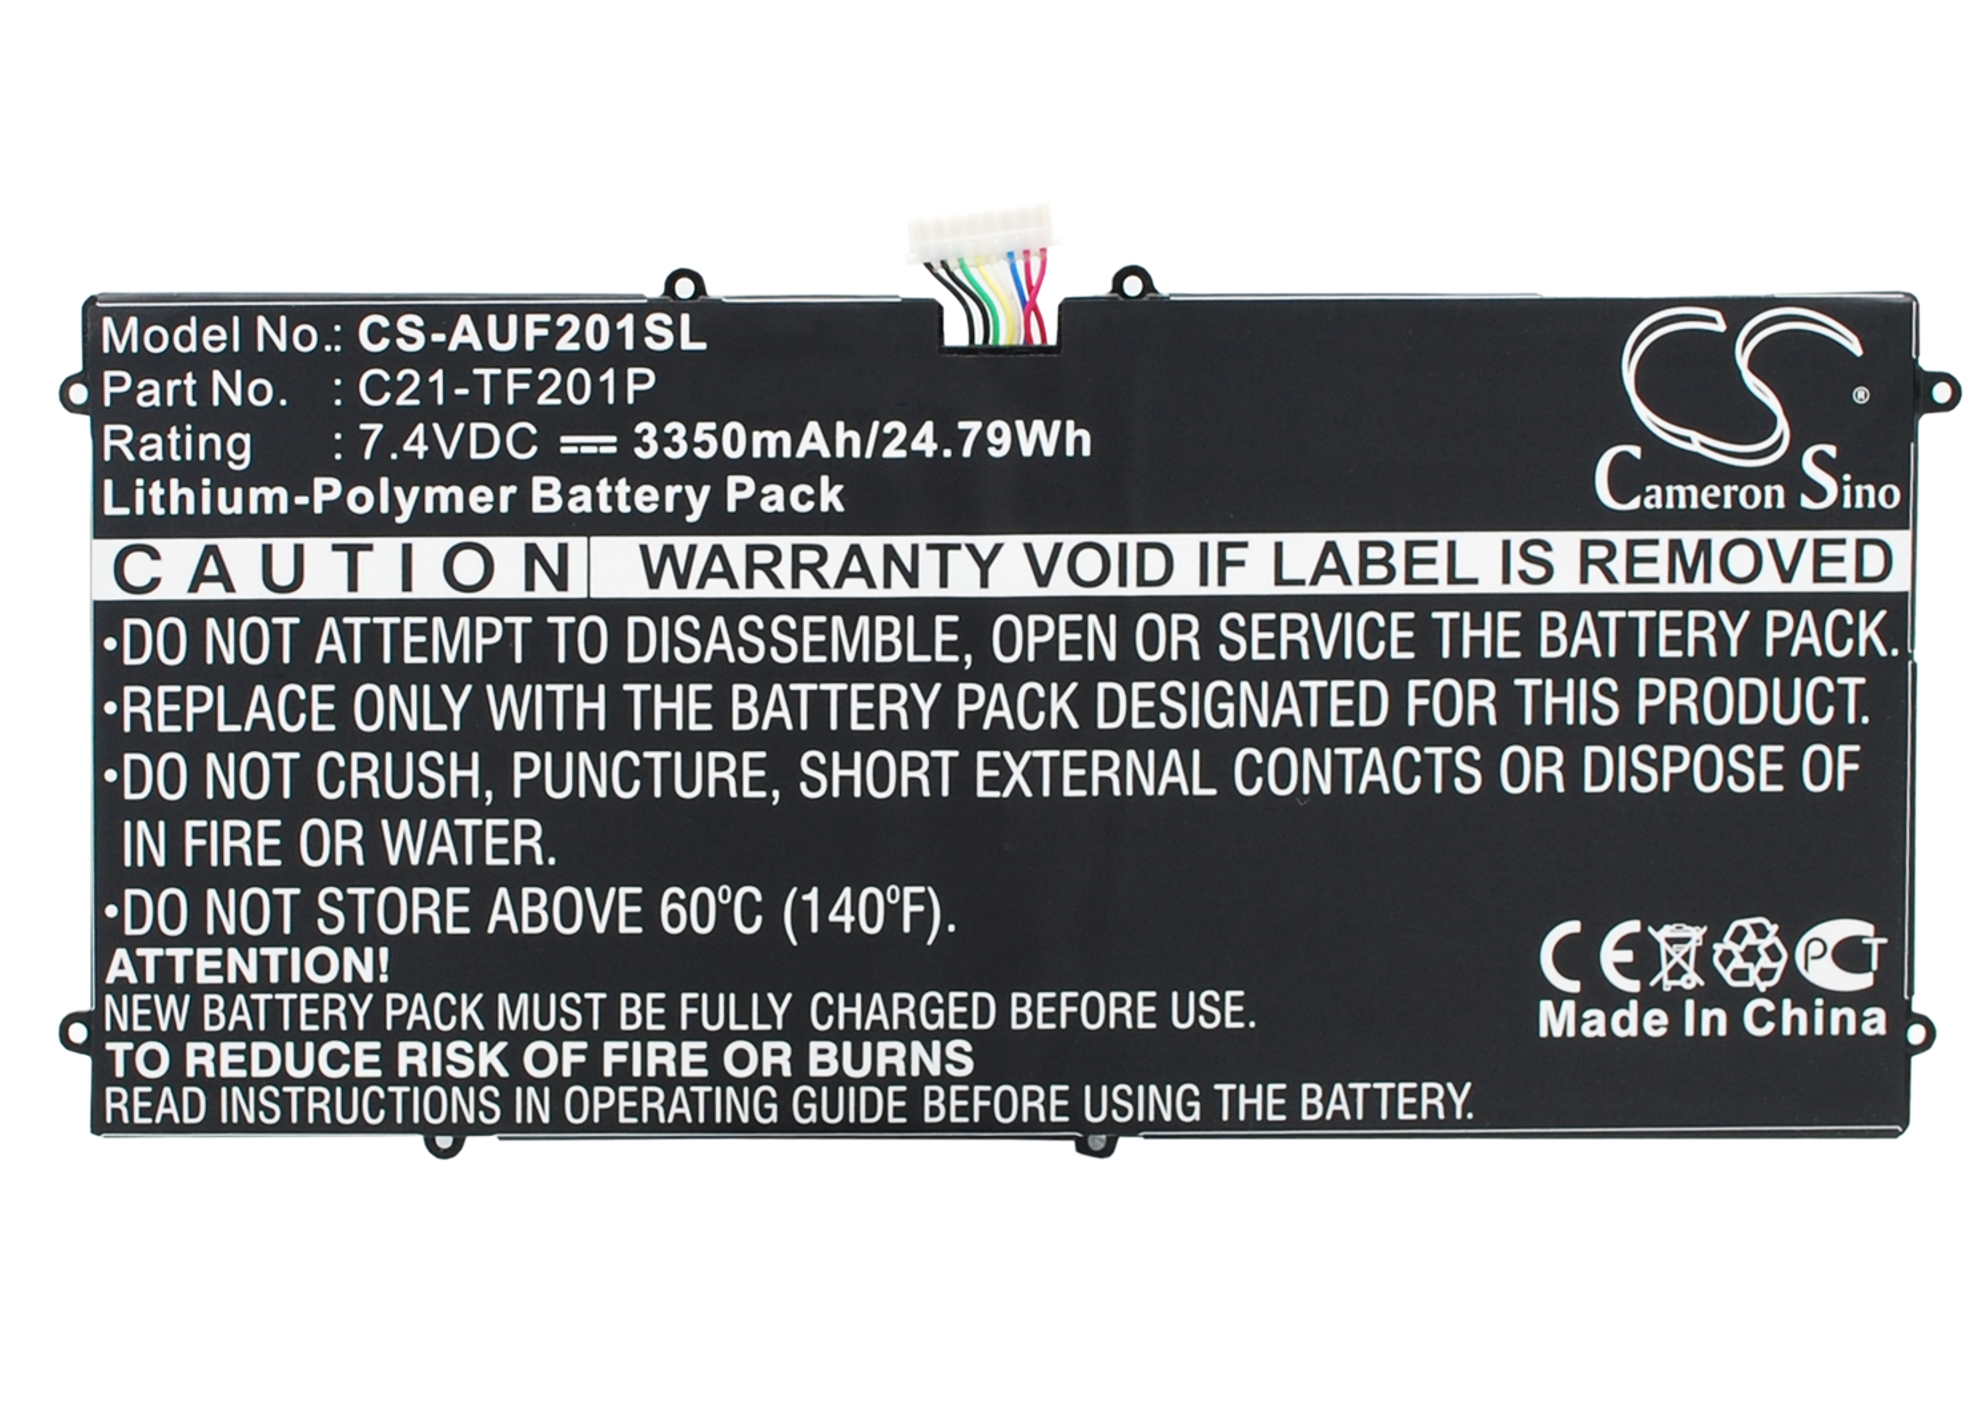 Model No.: CS-AUF201SL
Part No. : C21-TF201P
Rating : 7.4VDC ⎓ 3350mAh/24.79Wh
Lithium-Polymer Battery Pack
CS ®
Cameron Sino
CAUTION WARRANTY VOID IF LABEL IS REMOVED
•DO NOT ATTEMPT TO DISASSEMBLE, OPEN OR SERVICE THE BATTERY PACK.
•REPLACE ONLY WITH THE BATTERY PACK DESIGNATED FOR THIS PRODUCT.
•DO NOT CRUSH, PUNCTURE, SHORT EXTERNAL CONTACTS OR DISPOSE OF
IN FIRE OR WATER.
•DO NOT STORE ABOVE 60°C (140°F).
ATTENTION!
NEW BATTERY PACK MUST BE FULLY CHARGED BEFORE USE.
TO REDUCE RISK OF FIRE OR BURNS
READ INSTRUCTIONS IN OPERATING GUIDE BEFORE USING THE BATTERY.
CE PCT
Made In China